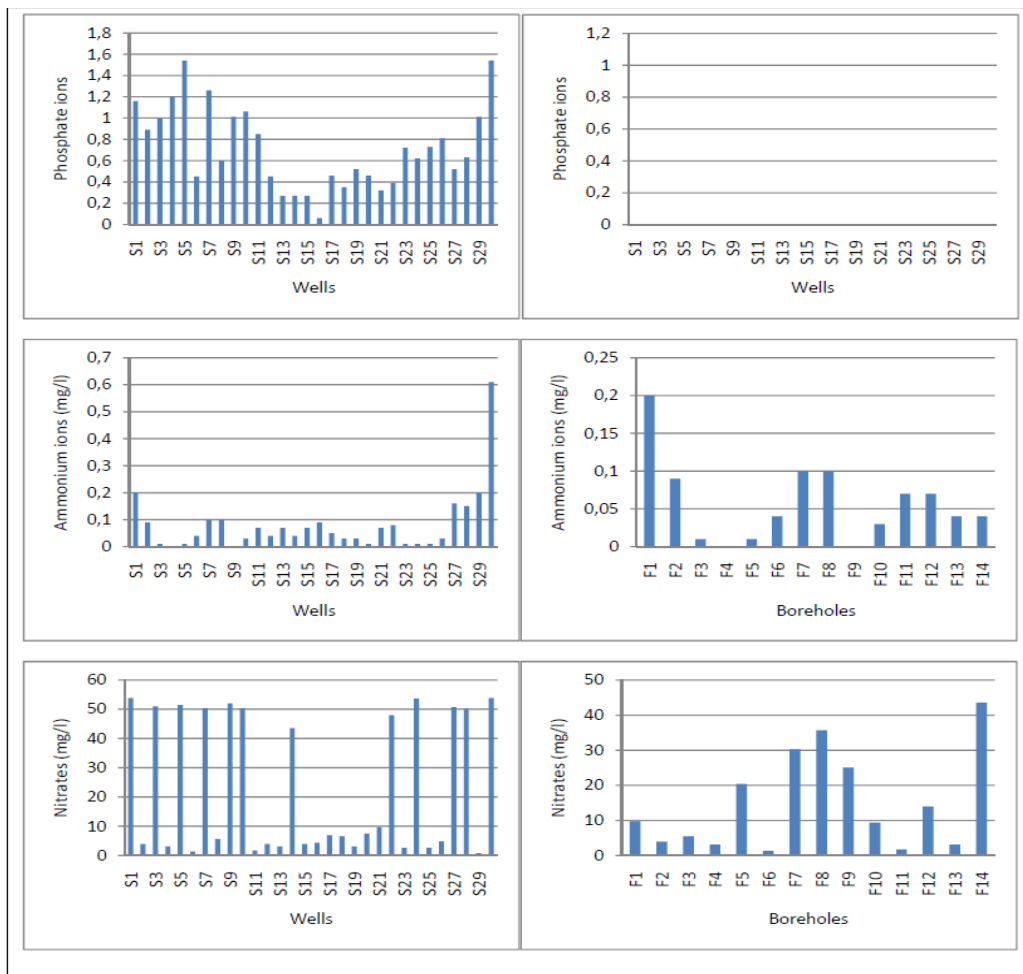 1,8
1,6
1,4
1,2
1
0,8
0,6
0,4
0,2
0
Phosphate ions
S1 S3 S5 S7 S9 S11 S13 S15 S17 S19 S21 S23 S25 S27 S29
Wells
1,2
1
0,8
0,6
0,4
0,2
0
Phosphate ions
S1 S3 S5 S7 S9 S11 S13 S15 S17 S19 S21 S23 S25 S27 S29
Wells
0,7
0,6
0,5
0,4
0,3
0,2
0,1
0
Ammonium ions (mg/l)
S1 S3 S5 S7 S9 S11 S13 S15 S17 S19 S21 S23 S25 S27 S29
Wells
0,25
0,2
0,15
0,1
0,05
0
Ammonium ions (mg/l)
F1 F2 F3 F4 F5 F6 F7 F8 F9 F10 F11 F12 F13 F14
Boreholes
60
50
40
30
20
10
0
Nitrates (mg/l)
S1 S3 S5 S7 S9 S11 S13 S15 S17 S19 S21 S23 S25 S27 S29
Wells
50
40
30
20
10
0
Nitrates (mg/l)
F1 F2 F3 F4 F5 F6 F7 F8 F9 F10 F11 F12 F13 F14
Boreholes